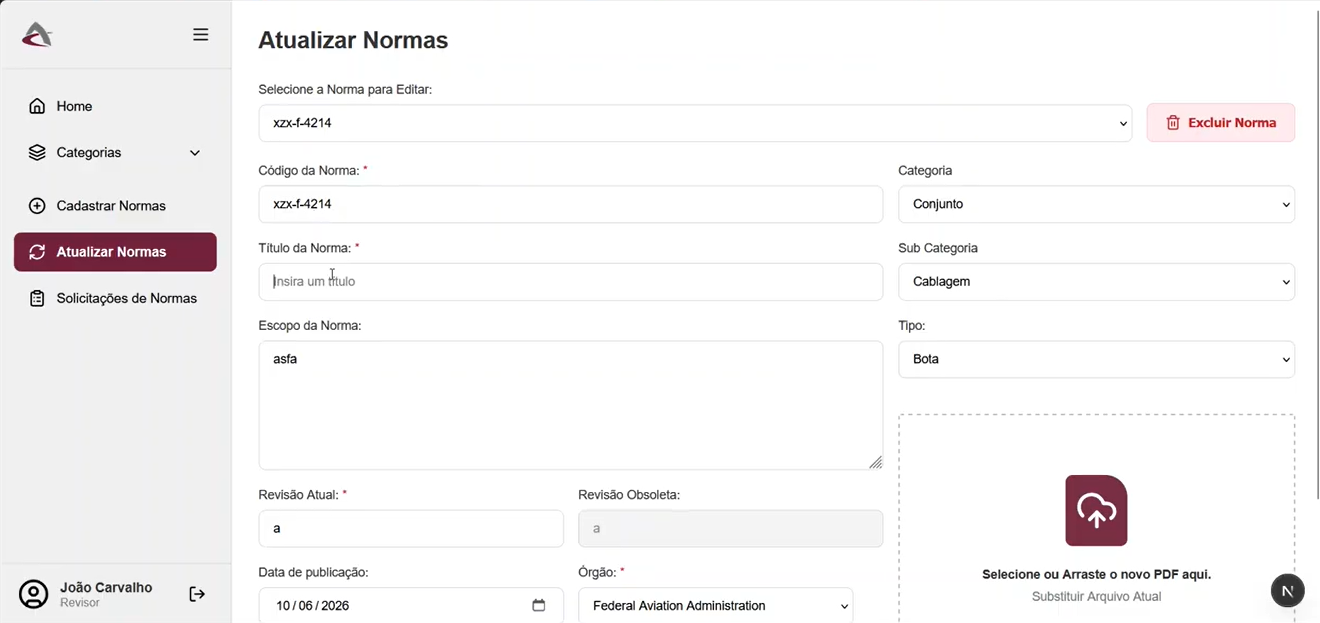 Atualizar Normas
Home
Categorias
Cadastrar Normas
Atualizar Normas
Solicitações de Normas
João Carvalho
Revisor
Selecione a Norma para Editar:
xzx-f-4214
Excluir Norma
Código da Norma: *
xzx-f-4214
Categoria
Conjunto
Título da Norma: *
Insira um título
Sub Categoria
Cablagem
Escopo da Norma:
asfa
Tipo:
Bota
Revisão Atual: *
a
Revisão Obsoleta:
a
Data de publicação:
10 / 06 / 2026
Órgão: *
Federal Aviation Administration
Selecione ou Arraste o novo PDF aqui.
Substituir Arquivo Atual
N